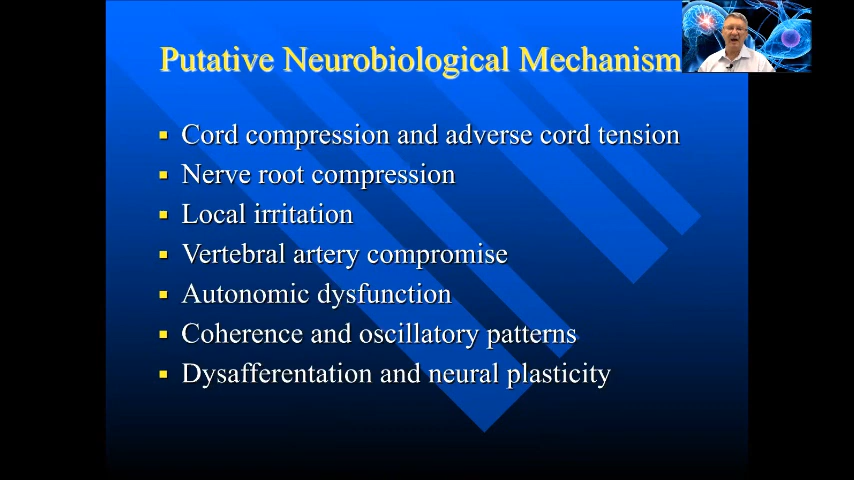 Putative Neurobiological Mechanism
Cord compression and adverse cord tension
Nerve root compression
Local irritation
Vertebral artery compromise
Autonomic dysfunction
Coherence and oscillatory patterns
Dysafferentation and neural plasticity